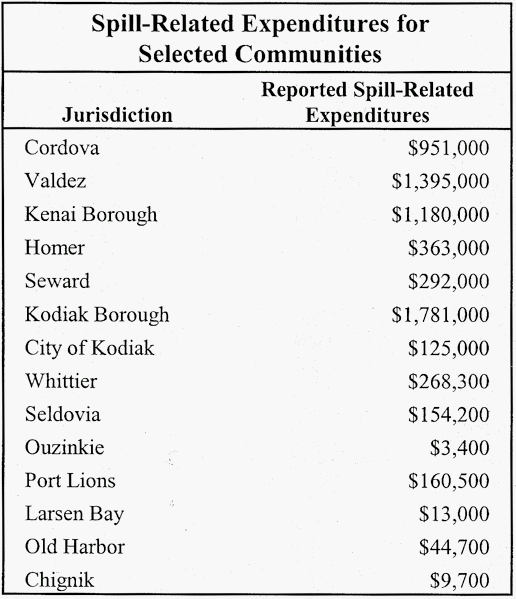 Spill-Related Expenditures for
Selected Communities
Reported Spill-Related
Jurisdiction Expenditures
Cordova $951,000
Valdez $1,395,000
Kenai Borough $1,180,000
Homer $363,000
Seward $292,000
Kodiak Borough $1,781,000
City of Kodiak $125,000
Whittier $268,300
Seldovia $154,200
Ouzinkie $3,400
Port Lions $160,500
Larsen Bay $13,000
Old Harbor $44,700
Chignik $9,700